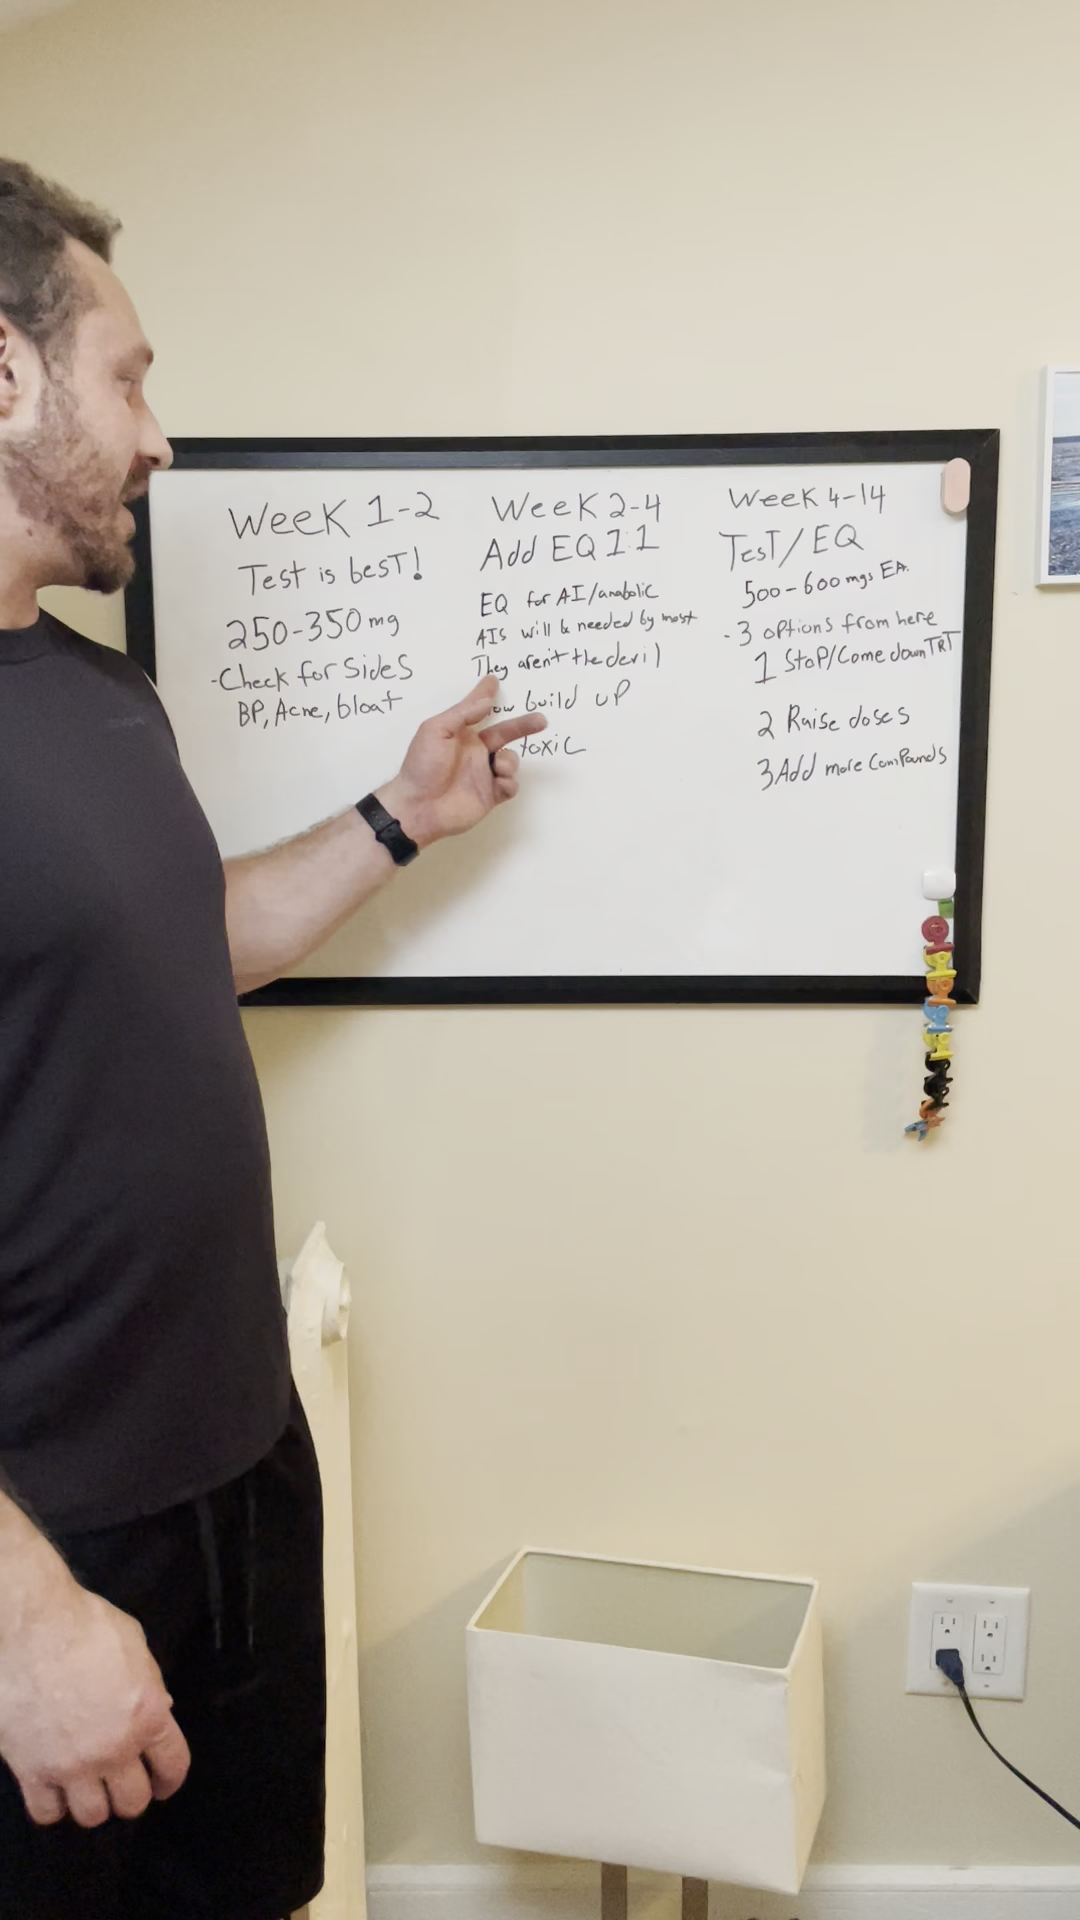 Week 1-2
Test is best!
250-350 mg
-Check for Sides
BP, Acne, bloat
Week 2-4
Add EQ 1:1
EQ for AI/anabolic
AIs will be needed by most
They aren't the devil
build up
toxic
Week 4-14
Test/EQ
500-600 mgs EA.
-3 options from here
1 Stop/Come down TRT
2 Raise doses
3 Add more Compounds